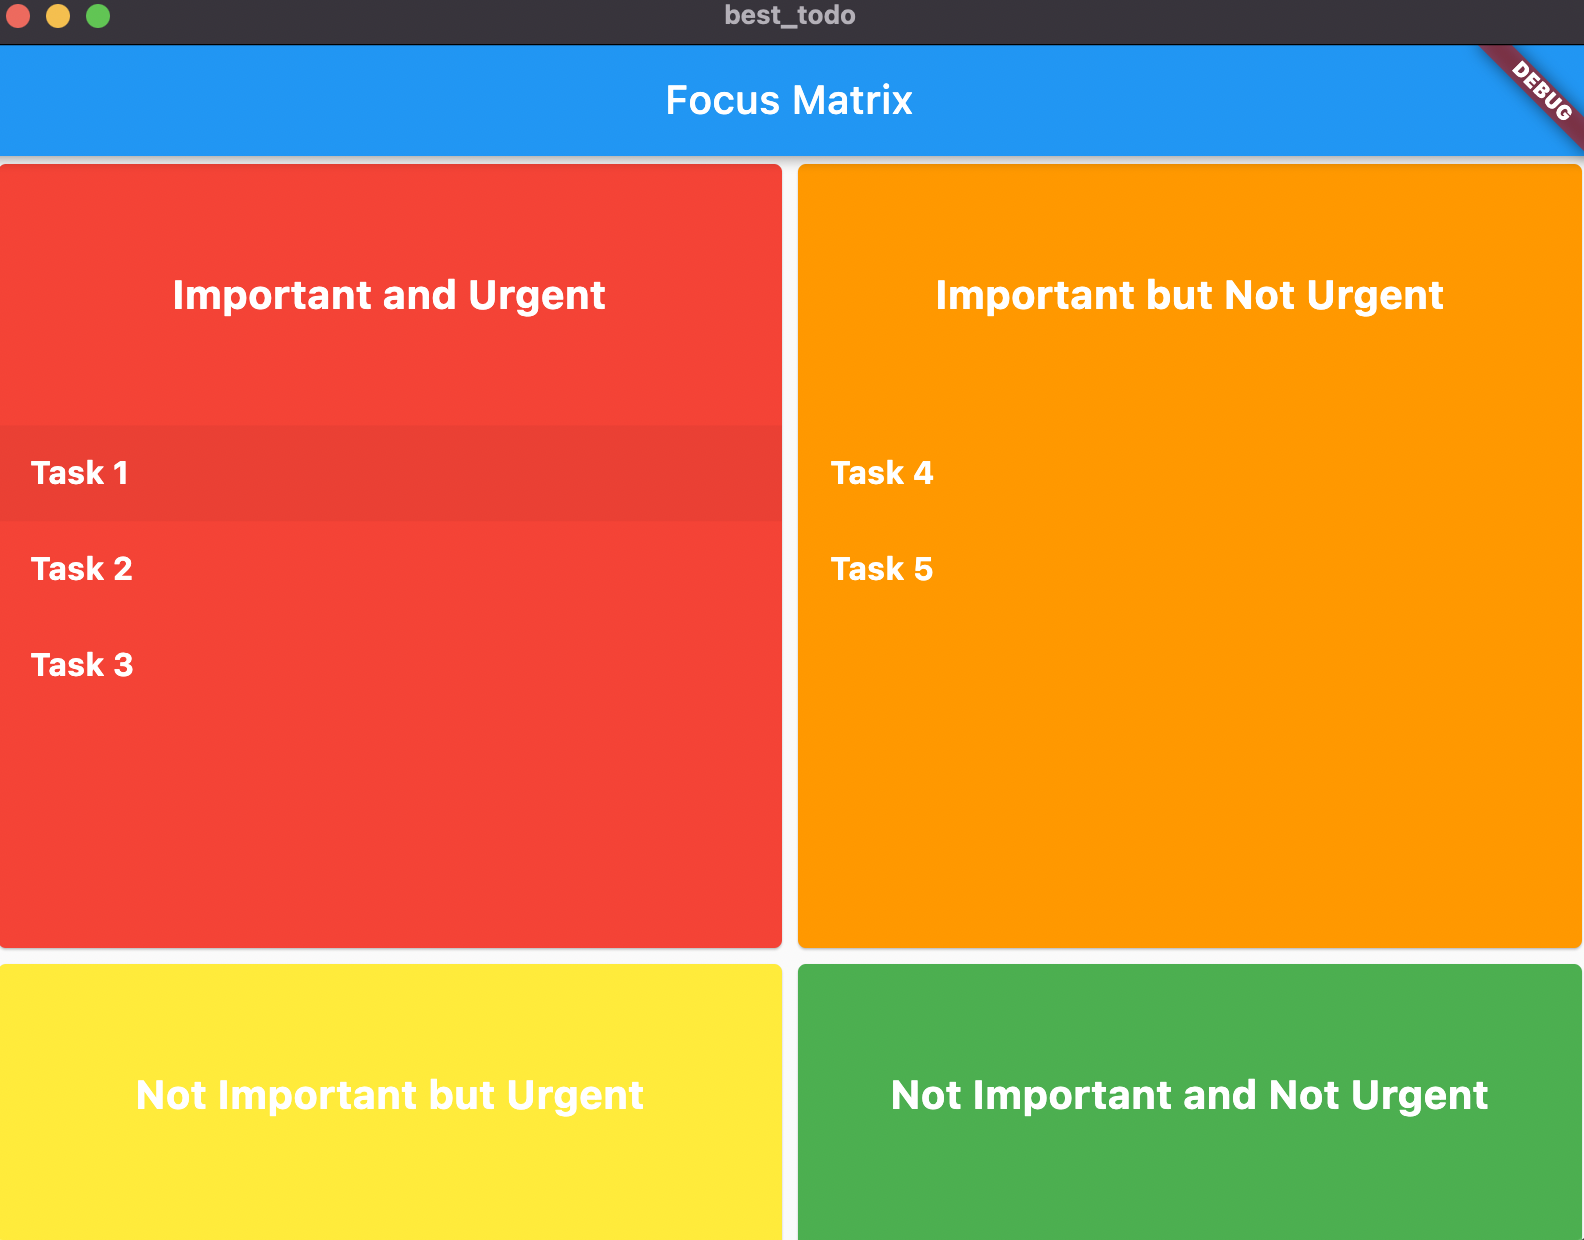 best_todo
Focus Matrix
DEBUG
Important and Urgent
Task 1
Task 2
Task 3
Important but Not Urgent
Task 4
Task 5
Not Important but Urgent
Not Important and Not Urgent